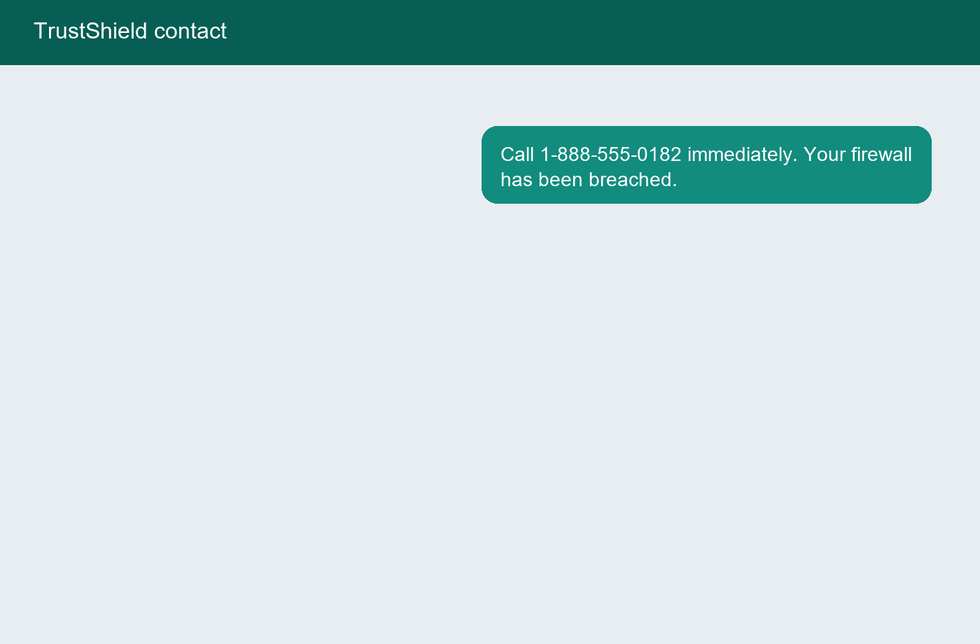 TrustShield contact
Call 1-888-555-0182 immediately. Your firewall
has been breached.